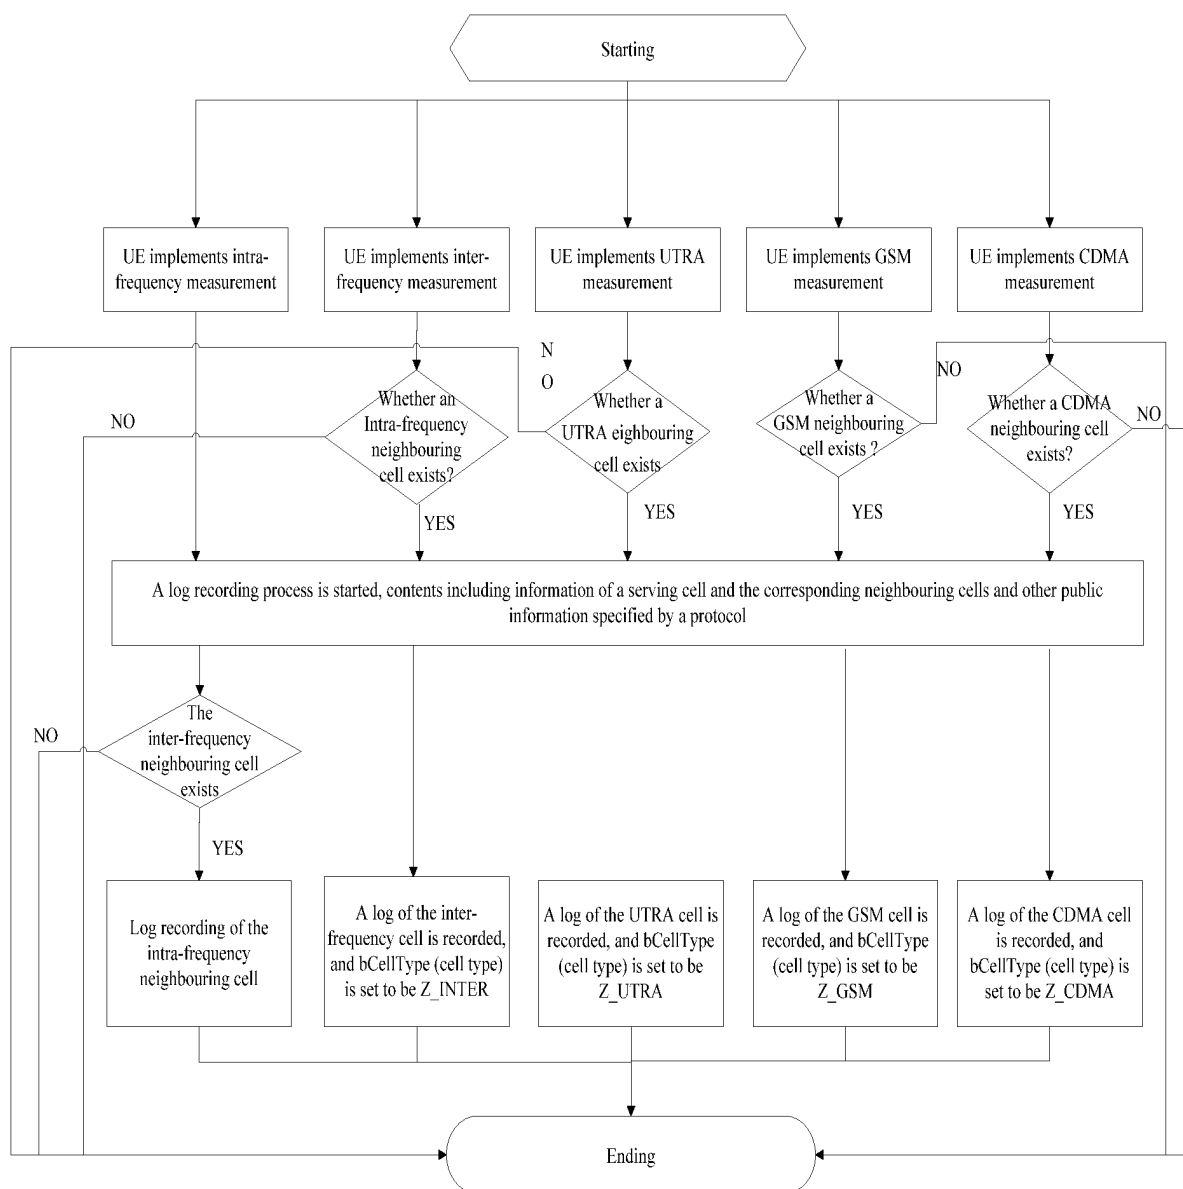 Starting
UE implements intra-
frequency measurement
UE implements inter-
frequency measurement
UE implements UTRA
measurement
UE implements GSM
measurement
UE implements CDMA
measurement
NO
Whether an
Intra-frequency
neighbouring
cell exists?
YES
N
O
Whether a
UTRA eighbouring
cell exists
YES
Whether a
GSM neighbouring
cell exists ?
NO
YES
Whether a CDMA
neighbouring cell
exists?
NO
YES
A log recording process is started, contents including information of a serving cell and the corresponding neighbouring cells and other public
information specified by a protocol
NO
The
inter-frequency
neighbouring cell
exists
YES
Log recording of the
intra-frequency
neighbouring cell
A log of the inter-
frequency cell is recorded,
and bCellType (cell type)
is set to be Z_INTER
A log of the UTRA cell is
recorded, and bCellType
(cell type) is set to be
Z_UTRA
A log of the GSM cell is
recorded, and bCellType
(cell type) is set to be
Z_GSM
A log of the CDMA cell
is recorded, and
bCellType (cell type) is
set to be Z_CDMA
Ending